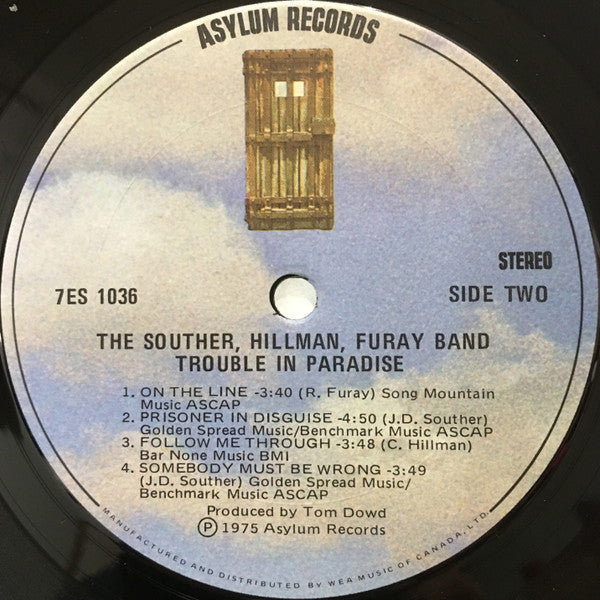 ASYLUM RECORDS
STEREO
7ES 1036
SIDE TWO
THE SOUTHER, HILLMAN, FURAY BAND
TROUBLE IN PARADISE
1. ON THE LINE -3:40 (R. Furay) Song Mountain
Music ASCAP
2. PRISONER IN DISGUISE -4:50 (J.D. Souther)
Golden Spread Music/Benchmark Music ASCAP
3. FOLLOW ME THROUGH -3:48 (C. Hillman)
Bar None Music BMI
4. SOMEBODY MUST BE WRONG -3:49
(J.D. Souther) Golden Spread Music/
Benchmark Music ASCAP
Produced by Tom Dowd
Ⓟ 1975 Asylum Records
MANUFACTURED AND DISTRIBUTED BY WEA MUSIC OF CANADA, LTD.